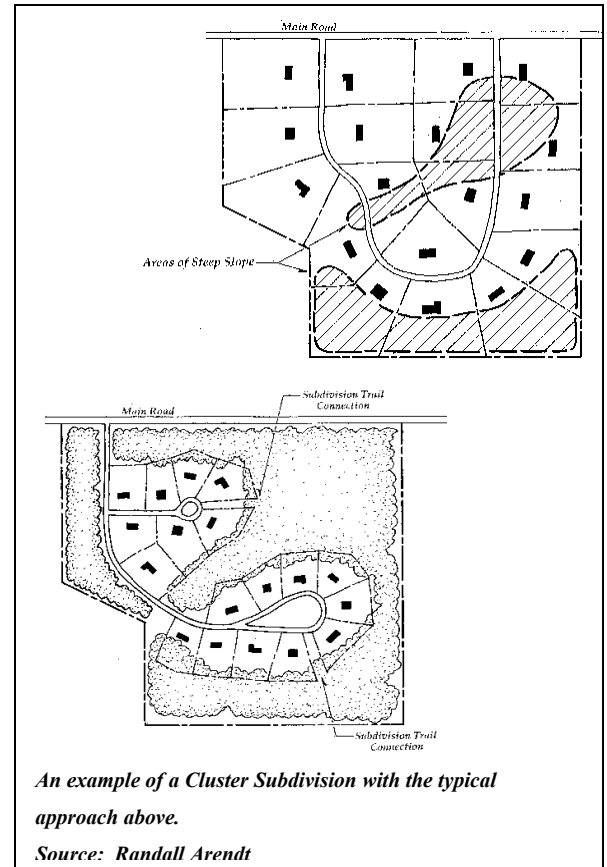 Main Road
Areas of Steep Slope
Subdivision Trail
Connection
Main Road
Subdivision Trail
Connection
An example of a Cluster Subdivision with the typical
approach above.
Source: Randall Arendt